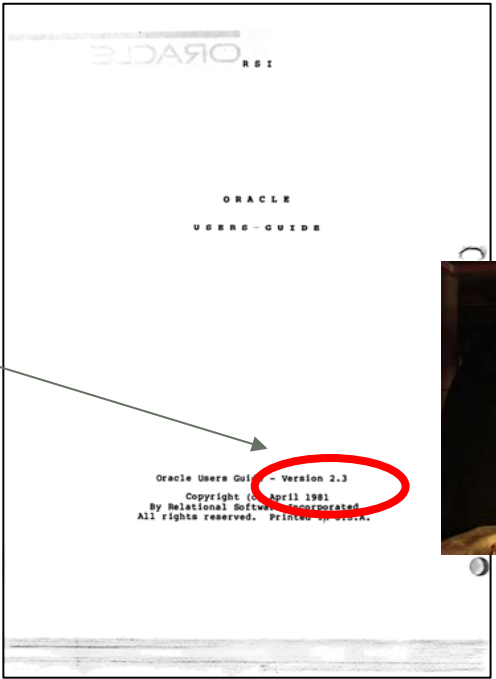 ORACLE
RSI
ORACLE
USERS-GUIDE
Oracle Users Guide - Version 2.3
Copyright (c) April 1981
By Relational Software Incorporated
All rights reserved. Printed in U.S.A.